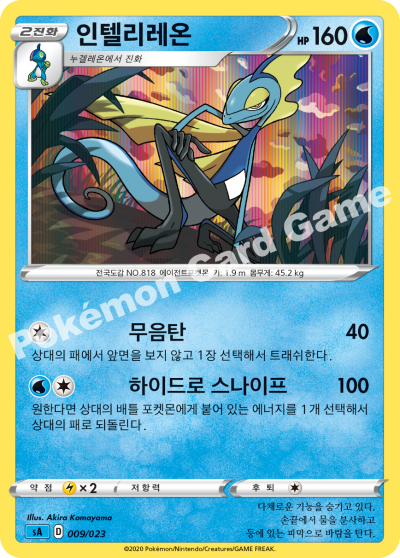 2진화
인텔리레온
HP 160
누겔레온에서 진화
전국도감 NO.818 에이전트포켓몬 키: 1.9 m 몸무게: 45.2 kg
무음탄 40
상대의 패에서 앞면을 보지 않고 1장 선택해서 트래쉬한다.
하이드로 스나이프 100
원한다면 상대의 배틀 포켓몬에게 붙어 있는 에너지를 1개 선택해서
상대의 패로 되돌린다.
약점 ×2 저항력 후퇴
Illus. Akira Komayama
다채로운 기능을 숨기고 있다.
손끝에서 물을 분사하고
등에 있는 피막으로 바람을 탄다.
sA D 009/023
©2020 Pokémon/Nintendo/Creatures/GAME FREAK.
Pokémon Card Game